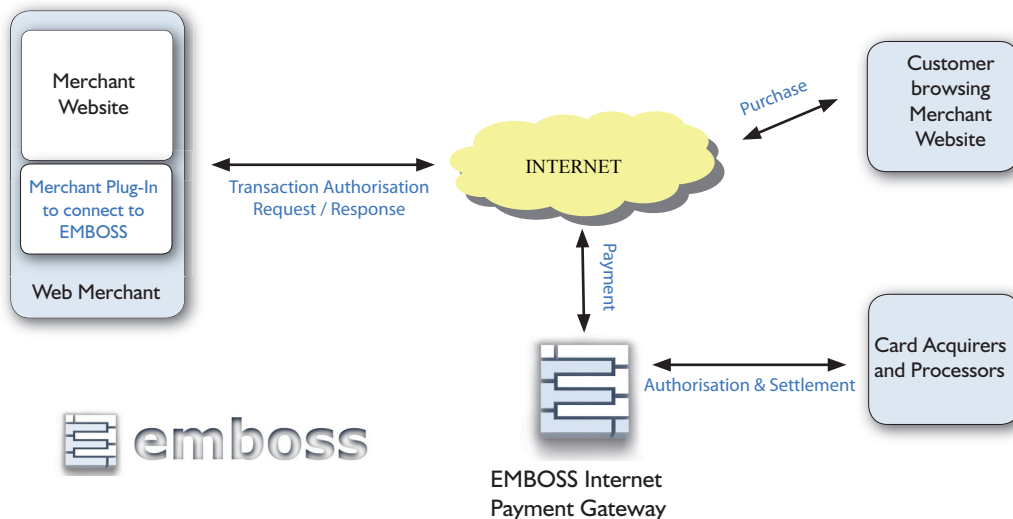 Merchant
Website
Merchant Plug-In
to connect to
EMBOSS
Web Merchant
Transaction Authorisation
Request / Response
INTERNET
Purchase
Customer
browsing
Merchant
Website
Payment
Authorisation & Settlement
Card Acquirers
and Processors
emboss
EMBOSS Internet
Payment Gateway